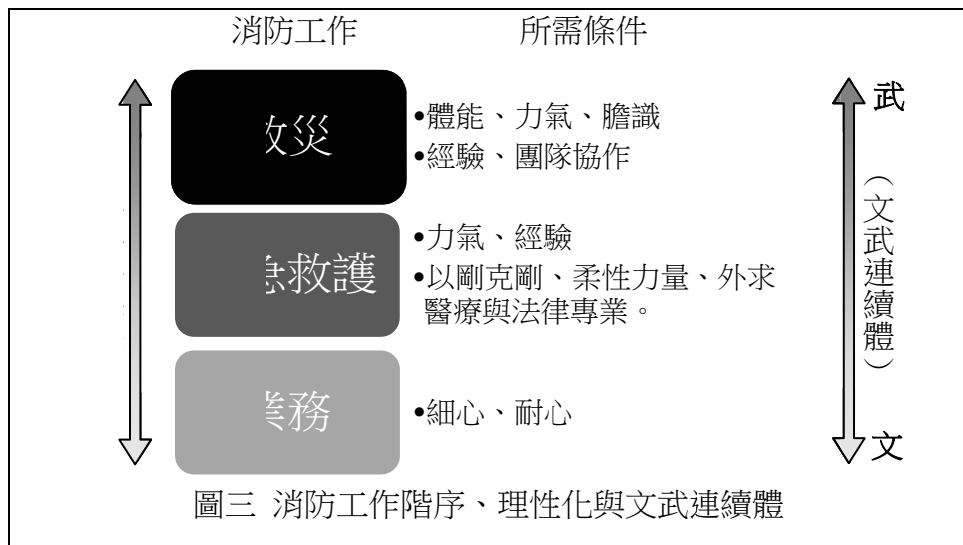 消防工作
所需條件
災
•體能、力氣、膽識
•經驗、團隊協作
救護
•力氣、經驗
•以剛克剛、柔性力量、外求
醫療與法律專業。
務
•細心、耐心
武
（文武連續體）
文
圖三 消防工作階序、理性化與文武連續體